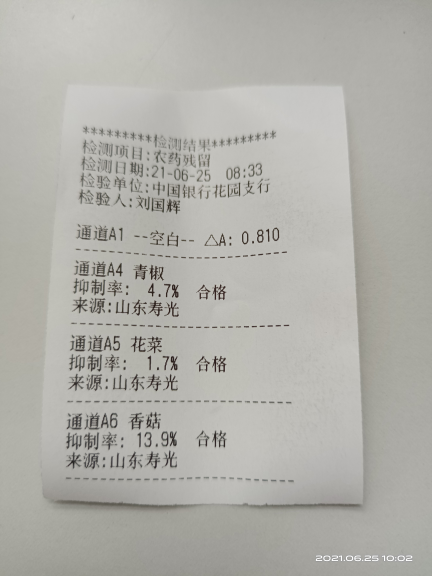 *********检测结果*********
检测项目:农药残留
检测日期:21-06-25 08:33
检验单位:中国银行花园支行
检验人:刘国辉
通道A1 --空白-- △A: 0.810
通道A4 青椒
抑制率: 4.7% 合格
来源:山东寿光
通道A5 花菜
抑制率: 1.7% 合格
来源:山东寿光
通道A6 香菇
抑制率: 13.9% 合格
来源:山东寿光
2021.06.25 10:02